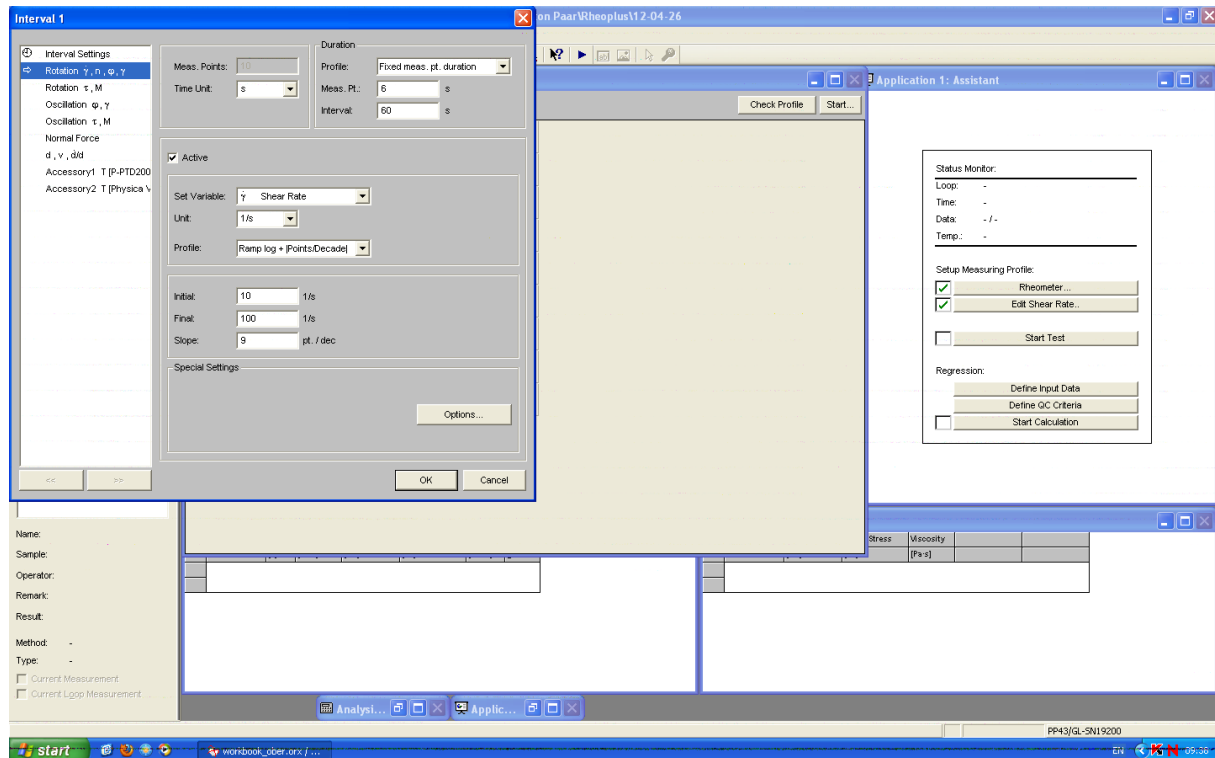 Interval 1
on Paar\Rheoplus\12-04-26
Interval Settings
Rotation γ̇ , n , φ , γ
Rotation τ , M
Oscillation φ , γ
Oscillation τ , M
Normal Force
d , v , d/d
Accessory1 T [P-PTD200
Accessory2 T [Physica V
<< >>
Meas. Points: 10
Time Unit: s
Duration
Profile: Fixed meas. pt. duration
Meas. Pt.: 6 s
Interval: 60 s
Active
Set Variable: γ̇ Shear Rate
Unit: 1/s
Profile: Ramp log + |Points/Decade|
Initial: 10 1/s
Final: 100 1/s
Slope: 9 pt. / dec
Special Settings
Options...
OK Cancel
Check Profile Start...
Application 1: Assistant
Status Monitor:
Loop: -
Time: -
Data: - / -
Temp.: -
Setup Measuring Profile:
Rheometer...
Edit Shear Rate..
Start Test
Regression:
Define Input Data
Define QC Criteria
Start Calculation
Name:
Sample:
Operator:
Remark:
Result:
Method: -
Type: -
Current Measurement
Current Loop Measurement
Stress Viscosity
[Pa·s]
Analysi... Applic...
PP43/GL-SN19200
start workbook_ober.orx / ... EN 09:38